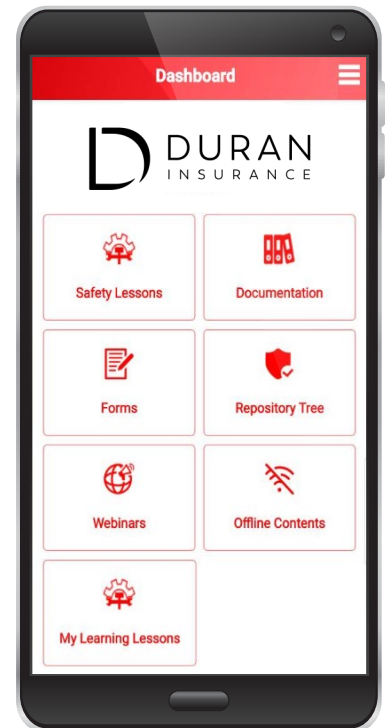 Dashboard
DURAN
INSURANCE
Safety Lessons
Documentation
Forms
Repository Tree
Webinars
Offline Contents
My Learning Lessons